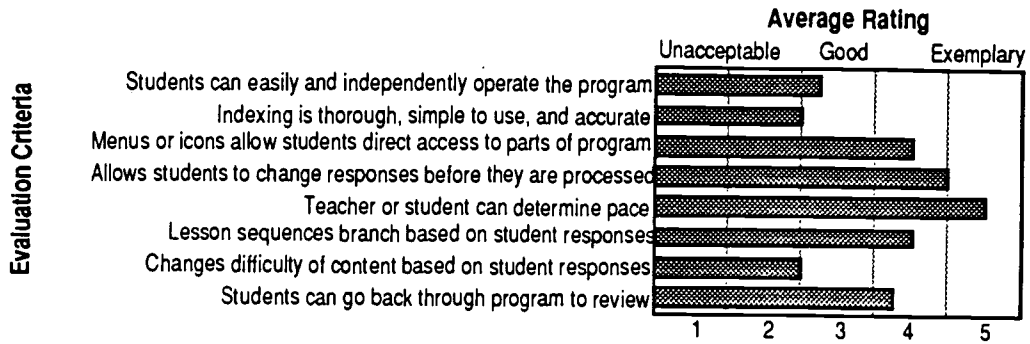 Average Rating
Unacceptable Good Exemplary
Evaluation Criteria
Students can easily and independently operate the program
Indexing is thorough, simple to use, and accurate
Menus or icons allow students direct access to parts of program
Allows students to change responses before they are processed
Teacher or student can determine pace
Lesson sequences branch based on student responses
Changes difficulty of content based on student responses
Students can go back through program to review
1 2 3 4 5